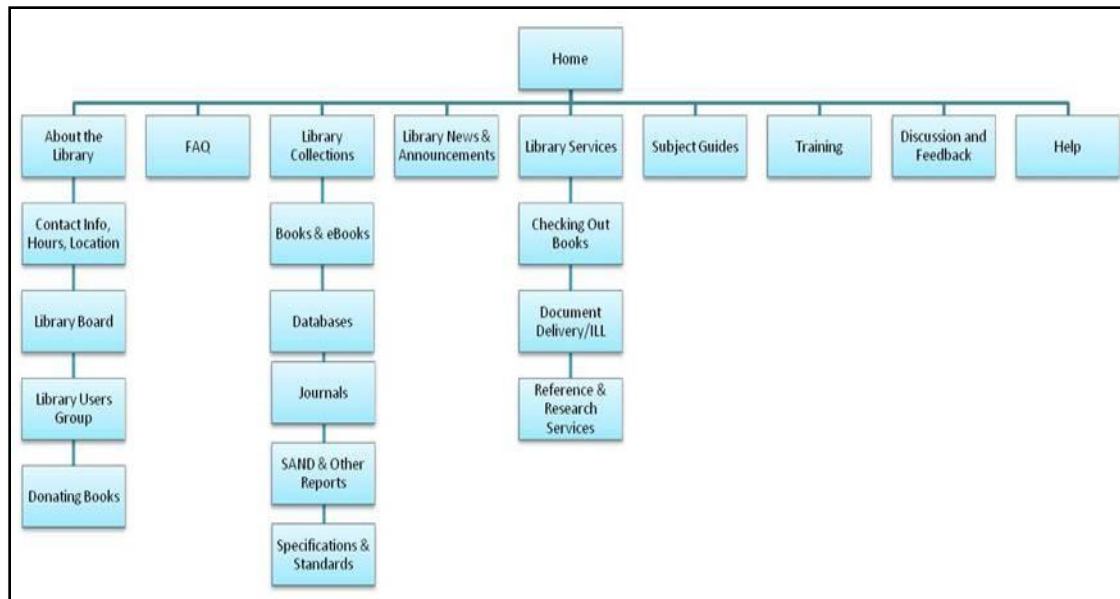 Home
About the
Library
FAQ
Library
Collections
Library News &
Announcements
Library Services
Subject Guides
Training
Discussion and
Feedback
Help
Contact Info,
Hours, Location
Library Board
Library Users
Group
Donating Books
Books & eBooks
Databases
Journals
SAND & Other
Reports
Specifications &
Standards
Checking Out
Books
Document
Delivery/ILL
Reference &
Research
Services